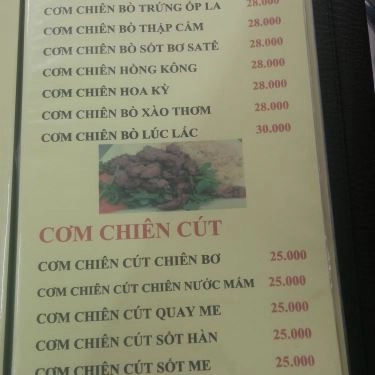 CƠM CHIÊN BÒ TRỨNG ỐP LA 28.000
CƠM CHIÊN BÒ THẬP CẨM 28.000
CƠM CHIÊN BÒ SỐT BƠ SATẾ 28.000
CƠM CHIÊN HỒNG KÔNG 28.000
CƠM CHIÊN HOA KỲ 28.000
CƠM CHIÊN BÒ XÀO THƠM 28.000
CƠM CHIÊN BÒ LÚC LẮC 30.000
CƠM CHIÊN CÚT
CƠM CHIÊN CÚT CHIÊN BƠ 25.000
CƠM CHIÊN CÚT CHIÊN NƯỚC MẮM 25.000
CƠM CHIÊN CÚT QUAY ME 25.000
CƠM CHIÊN CÚT SỐT HÀN 25.000
CƠM CHIÊN CÚT SỐT ME 25.000